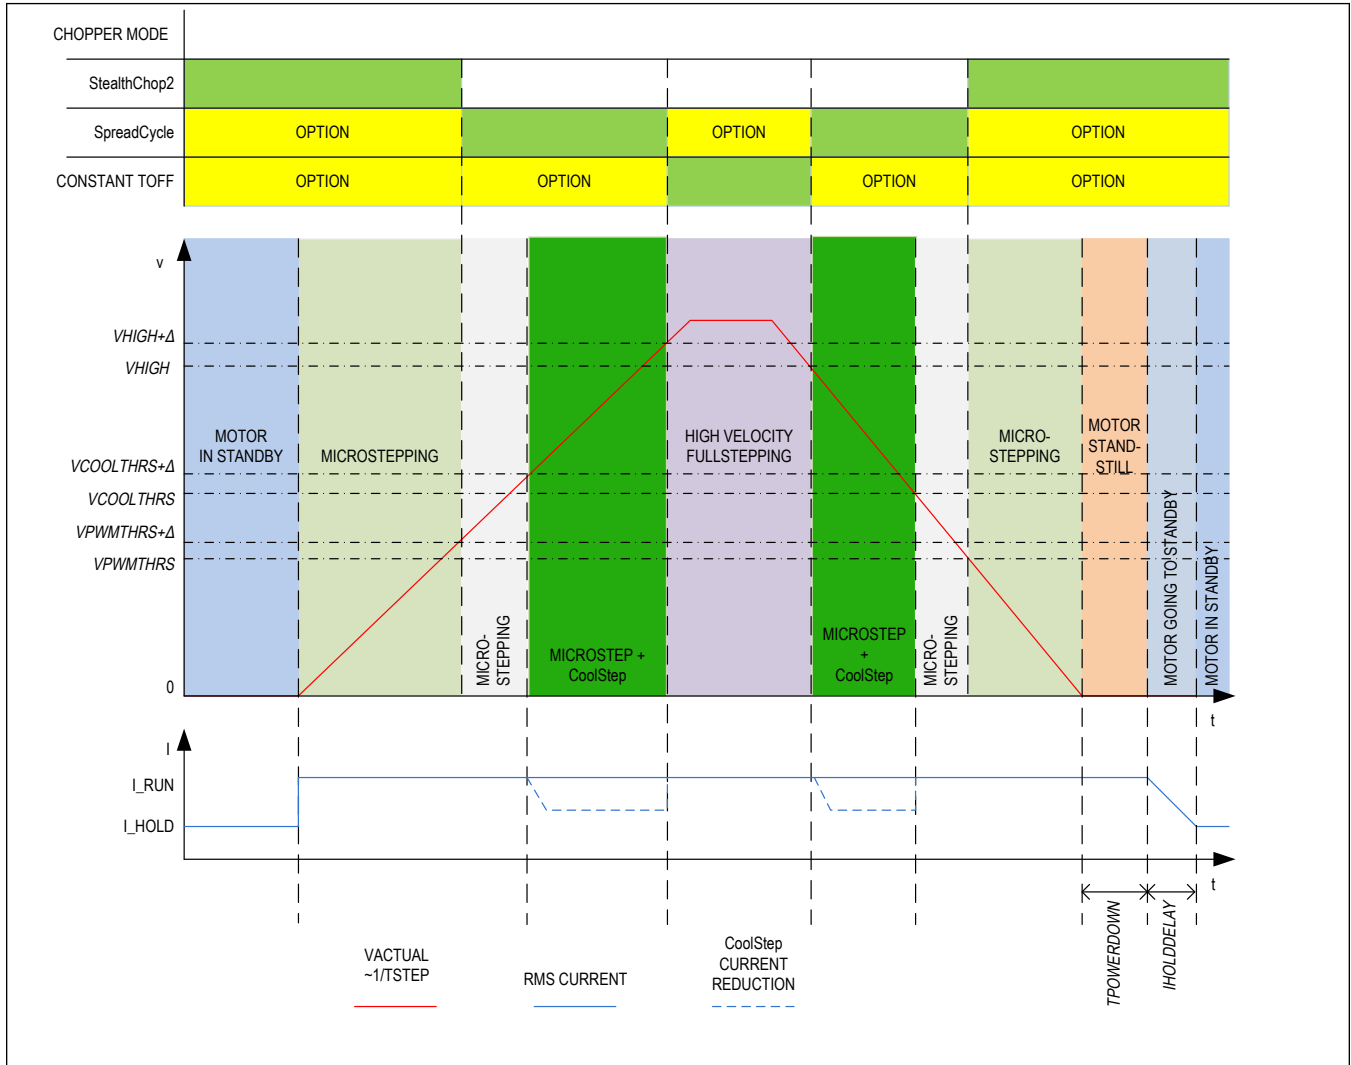 CHOPPER MODE
StealthChop2
SpreadCycle
OPTION
OPTION
OPTION
CONSTANT TOFF
OPTION
OPTION
OPTION
OPTION
v
VHIGH+Δ
VHIGH
VCOOLTHRS+Δ
VCOOLTHRS
VPWMTHRS+Δ
VPWMTHRS
0
MOTOR
IN STANDBY
MICROSTEPPING
MICRO-
STEPPING
MICROSTEP +
CoolStep
HIGH VELOCITY
FULLSTEPPING
MICROSTEP
+
CoolStep
MICRO-
STEPPING
MICRO-
STEPPING
MOTOR
STAND-
STILL
MOTOR GOING TO STANDBY
MOTOR IN STANDBY
t
I
I_RUN
I_HOLD
t
TPOWERDOWN
IHOLDDELAY
VACTUAL
~1/TSTEP
RMS CURRENT
CoolStep
CURRENT
REDUCTION